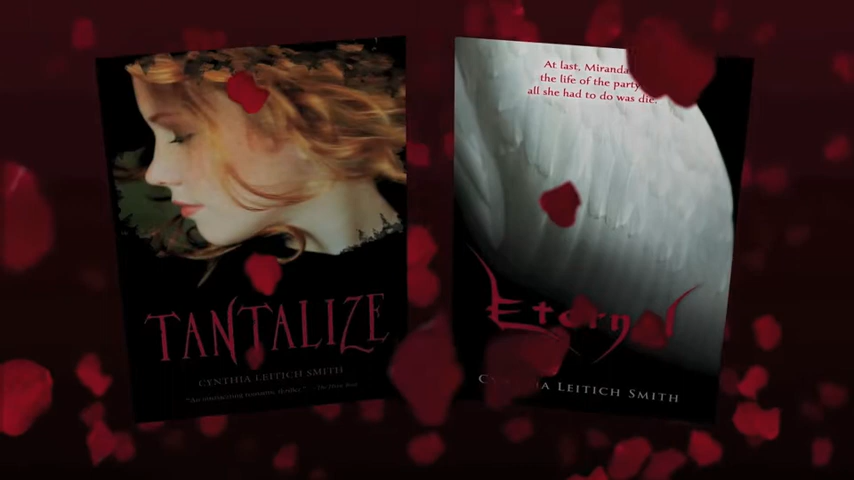 TANTALIZE
CYNTHIA LEITICH SMITH
At last, Miranda
the life of the party
all she had to do was die.
Eternal
LEITICH SMITH